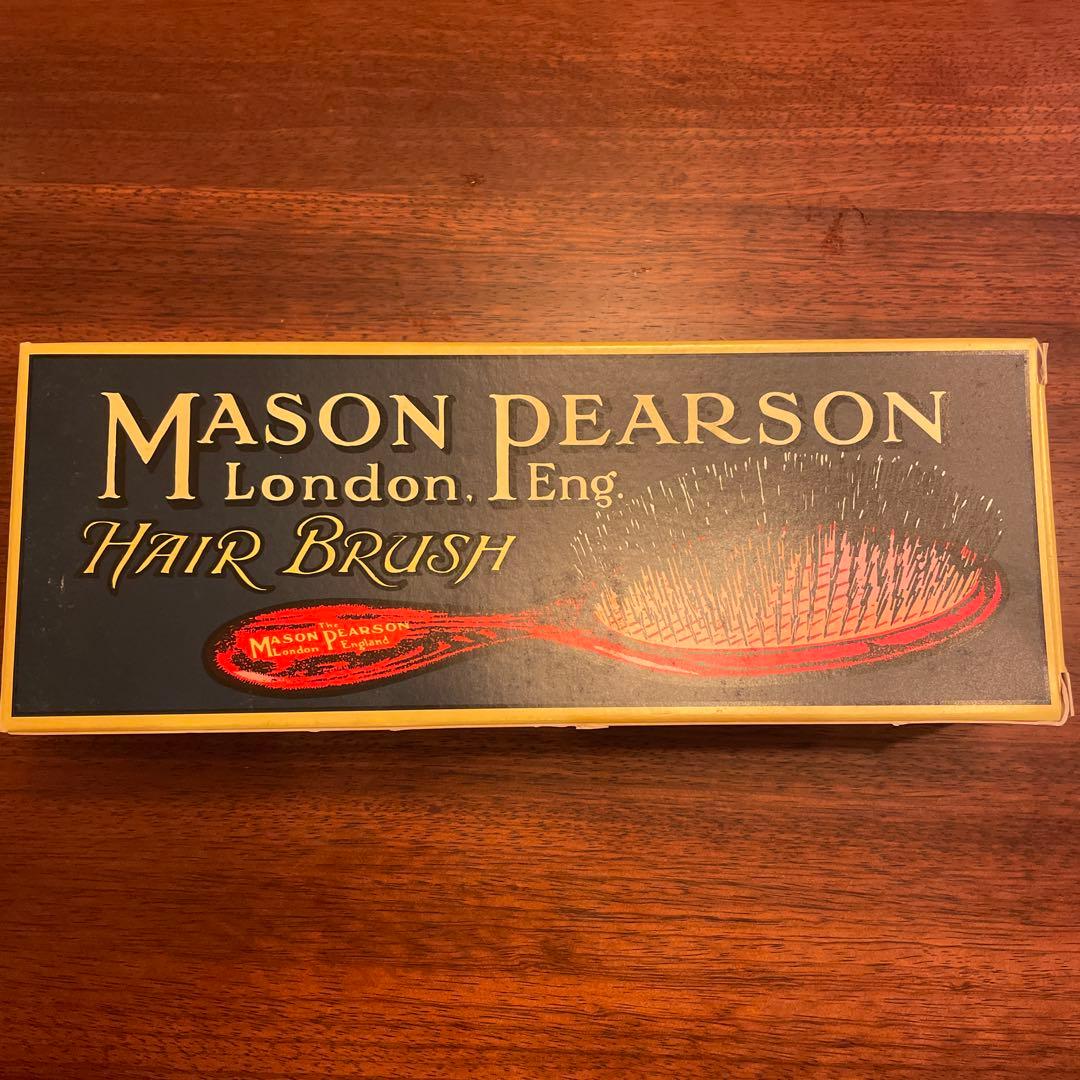 MASON PEARSON
London, Eng.
HAIR BRUSH
The
MASON PEARSON
London England